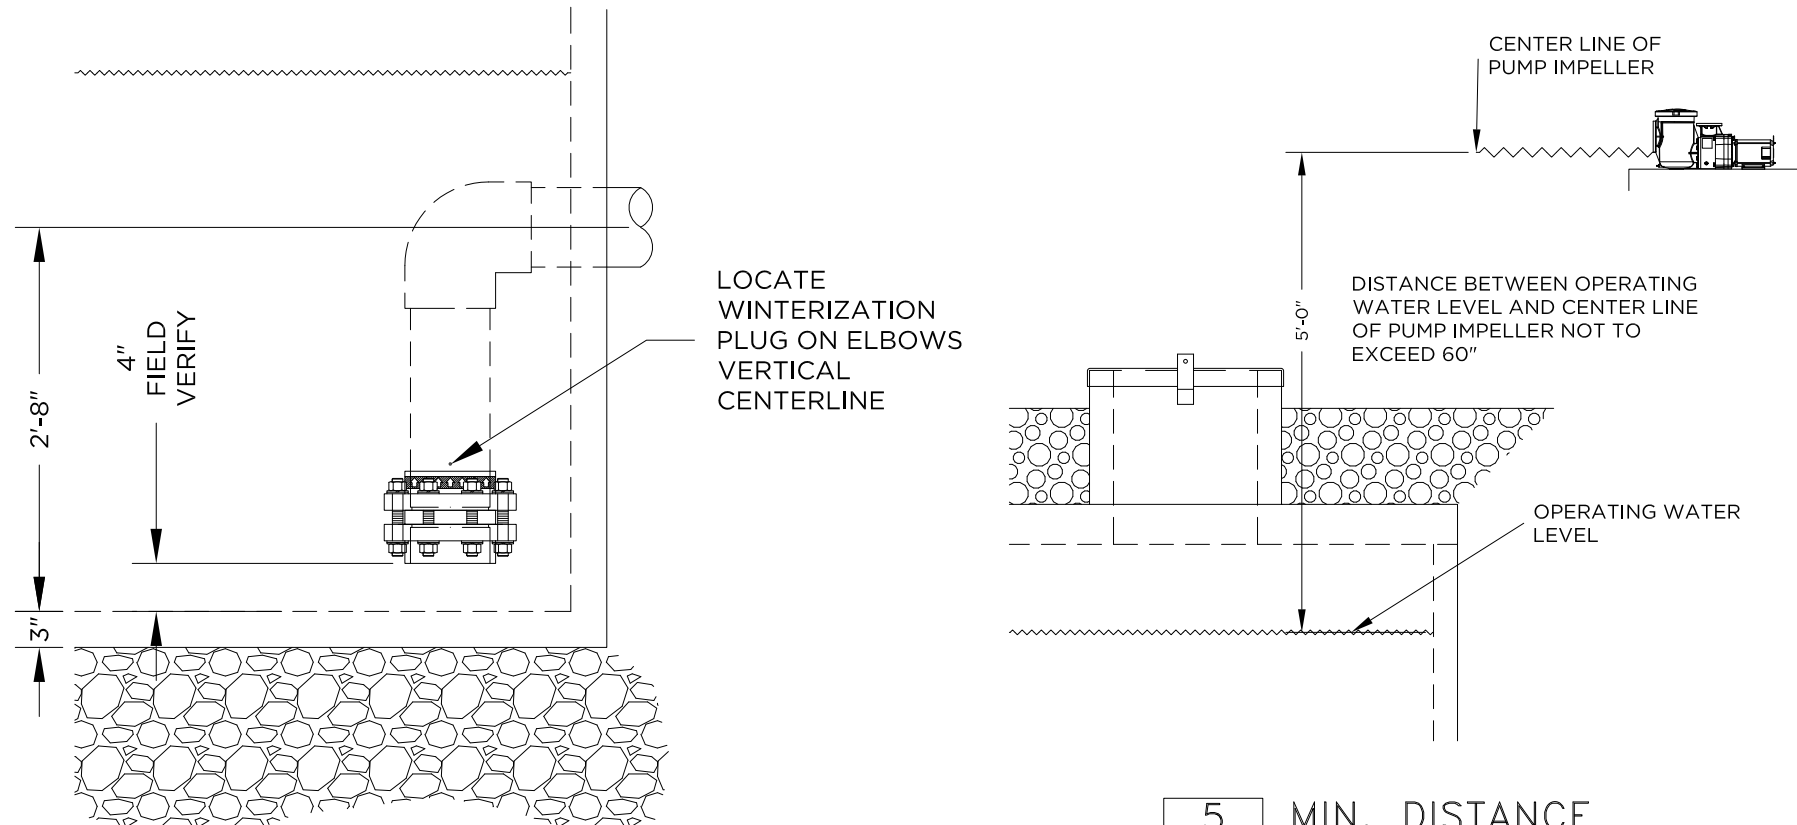 2'-8"
3"
4"
FIELD
VERIFY
LOCATE
WINTERIZATION
PLUG ON ELBOWS
VERTICAL
CENTERLINE
CENTER LINE OF
PUMP IMPELLER
5'-0"
DISTANCE BETWEEN OPERATING
WATER LEVEL AND CENTER LINE
OF PUMP IMPELLER NOT TO
EXCEED 60"
OPERATING WATER
LEVEL
5 MIN. DISTANCE